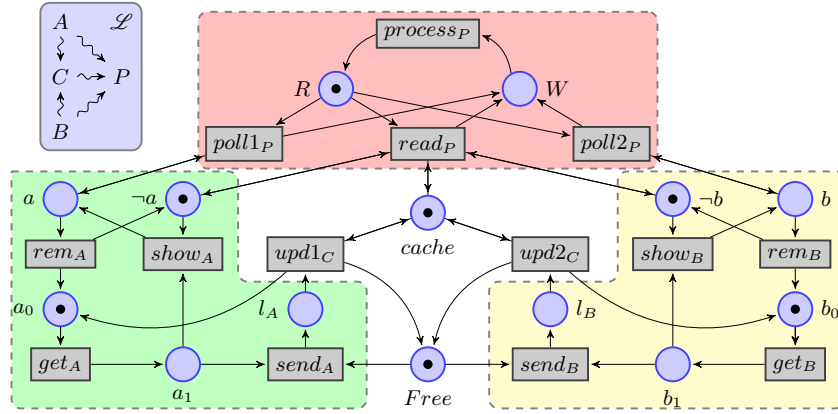 A ℒ
process_P
C P
R W
B
poll1_P read_P poll2_P
a ¬a ¬b b
cache
rem_A show_A upd1_C upd2_C show_B rem_B
a_0 l_A l_B b_0
get_A send_A send_B get_B
a_1 Free b_1